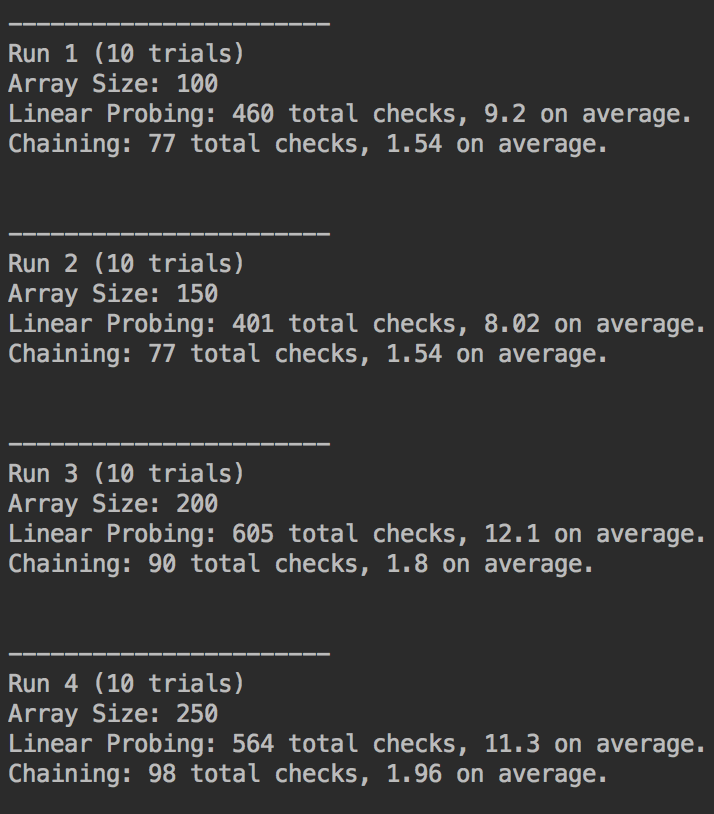 _______________________
Run 1 (10 trials)
Array Size: 100
Linear Probing: 460 total checks, 9.2 on average.
Chaining: 77 total checks, 1.54 on average.
_______________________
Run 2 (10 trials)
Array Size: 150
Linear Probing: 401 total checks, 8.02 on average.
Chaining: 77 total checks, 1.54 on average.
_______________________
Run 3 (10 trials)
Array Size: 200
Linear Probing: 605 total checks, 12.1 on average.
Chaining: 90 total checks, 1.8 on average.
_______________________
Run 4 (10 trials)
Array Size: 250
Linear Probing: 564 total checks, 11.3 on average.
Chaining: 98 total checks, 1.96 on average.